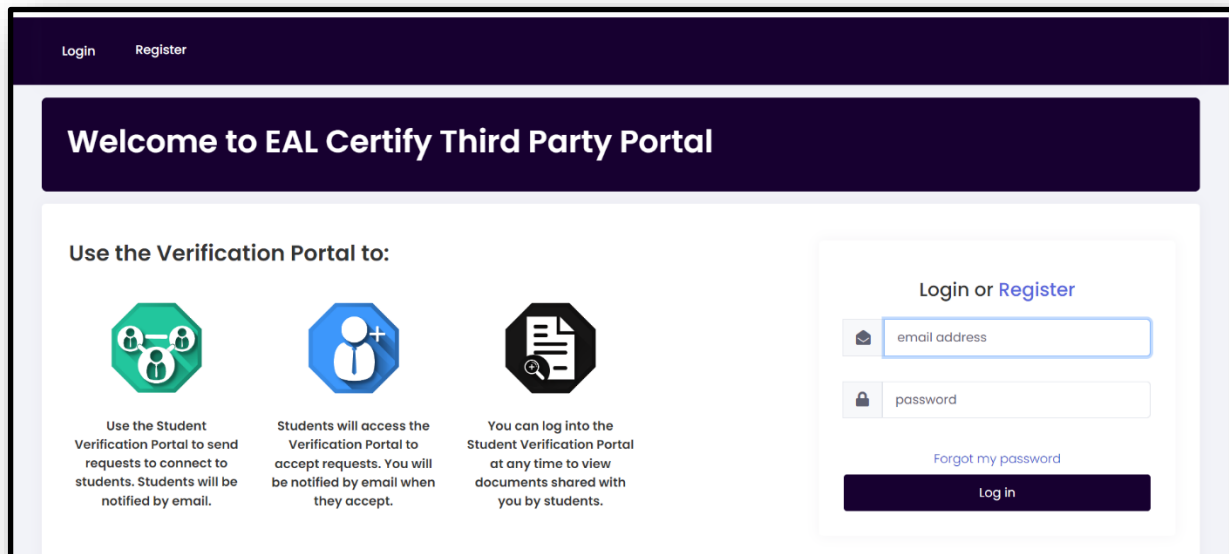 Login Register
Welcome to EAL Certify Third Party Portal
Use the Verification Portal to:
Use the Student
Verification Portal to send
requests to connect to
students. Students will be
notified by email.
Students will access the
Verification Portal to
accept requests. You will
be notified by email when
they accept.
You can log into the
Student Verification Portal
at any time to view
documents shared with
you by students.
Login or Register
email address
password
Forgot my password
Log in